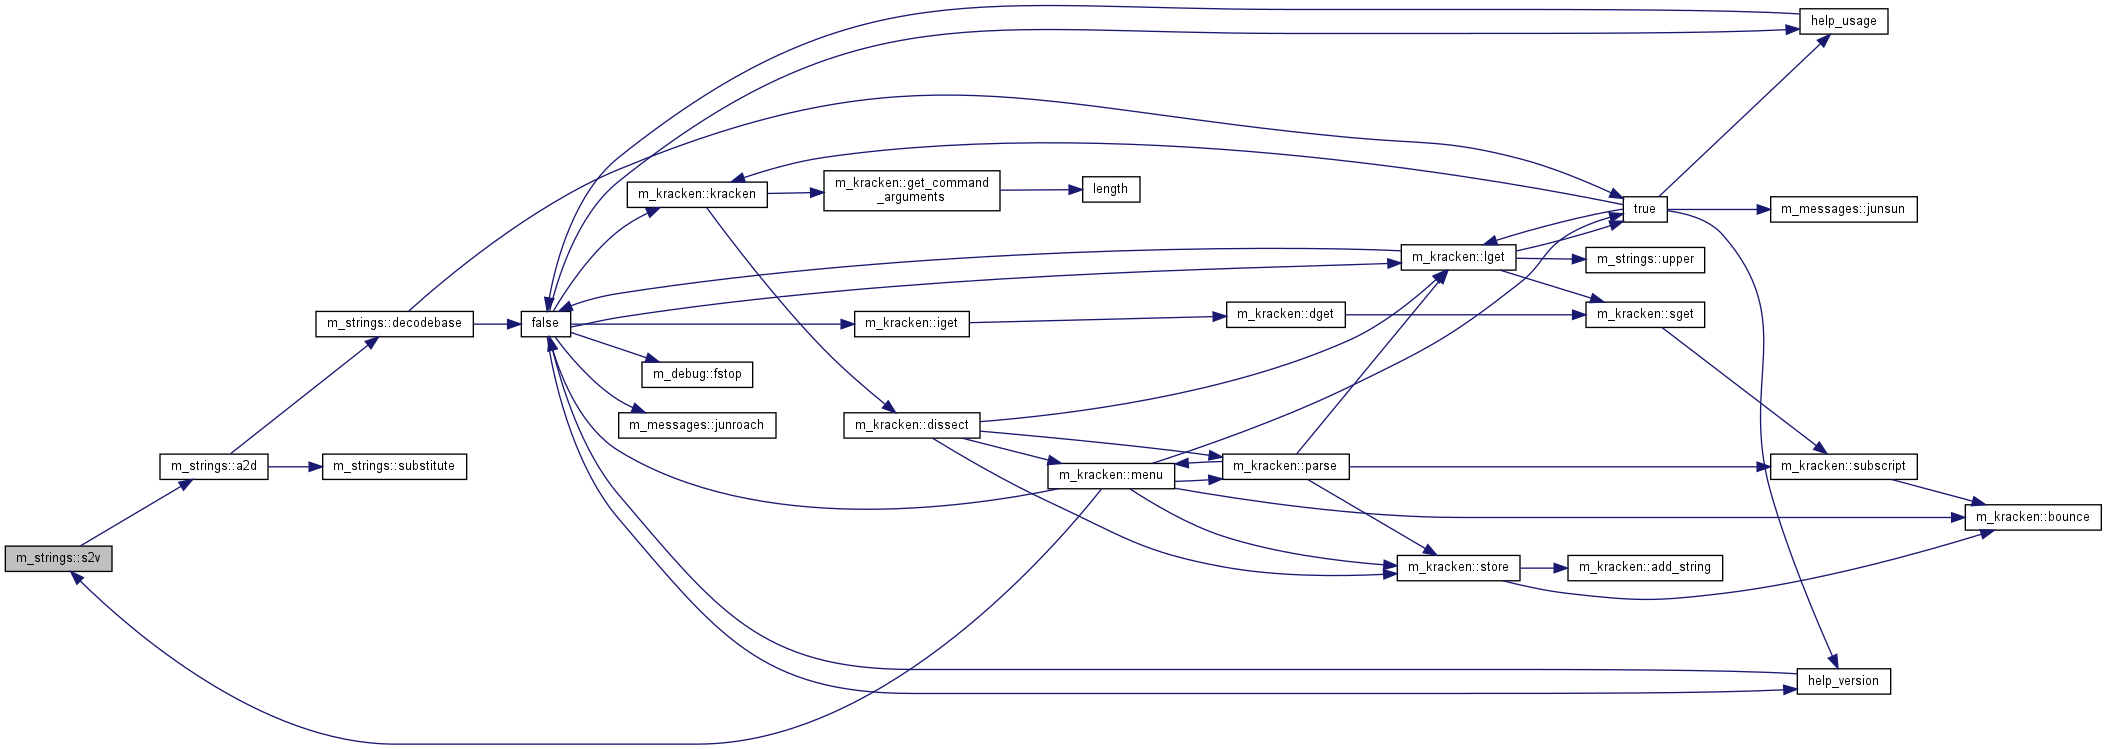 help_usage
m_kracken::kracken
m_kracken::get_command
_arguments
length
true
m_messages::junsun
m_kracken::lget
m_strings::upper
m_strings::decodebase
false
m_kracken::iget
m_kracken::dget
m_kracken::sget
m_debug::fstop
m_messages::junroach
m_kracken::dissect
m_strings::a2d
m_strings::substitute
m_kracken::menu
m_kracken::parse
m_kracken::subscript
m_kracken::bounce
m_strings::s2v
m_kracken::store
m_kracken::add_string
help_version